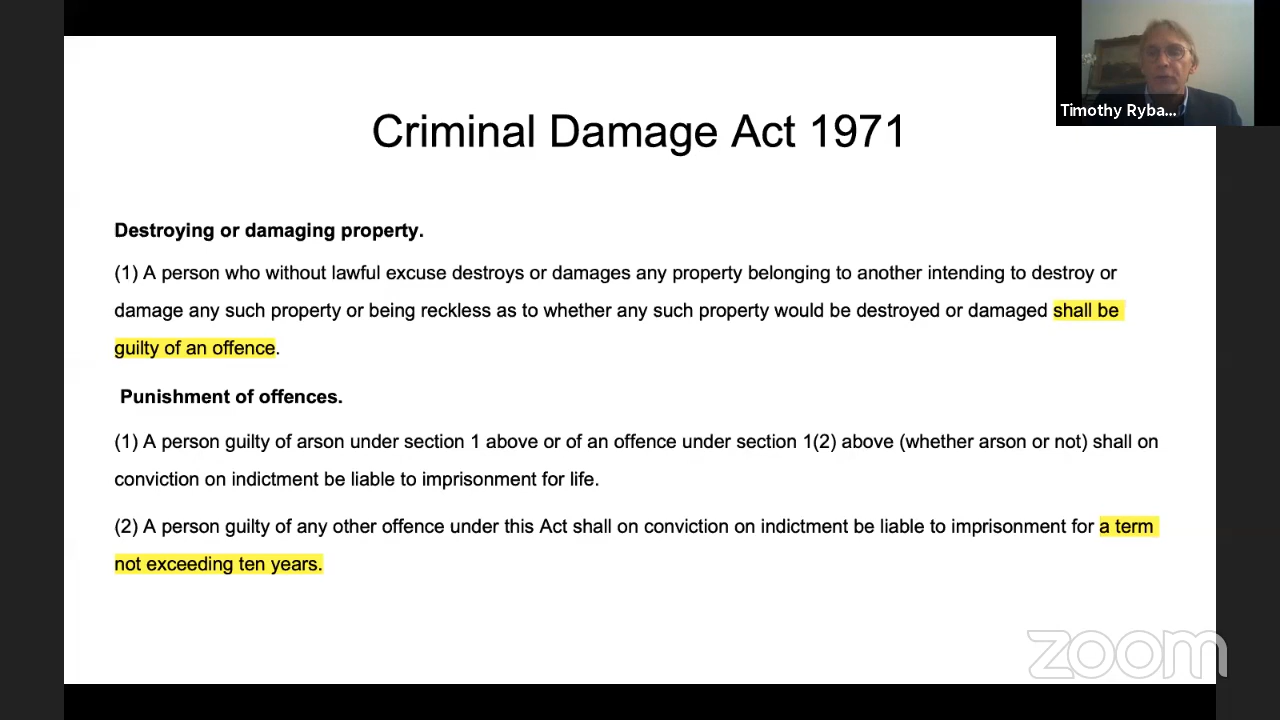 Timothy Ryba...
Criminal Damage Act 1971
Destroying or damaging property.
(1) A person who without lawful excuse destroys or damages any property belonging to another intending to destroy or
damage any such property or being reckless as to whether any such property would be destroyed or damaged shall be
guilty of an offence.
Punishment of offences.
(1) A person guilty of arson under section 1 above or of an offence under section 1(2) above (whether arson or not) shall on
conviction on indictment be liable to imprisonment for life.
(2) A person guilty of any other offence under this Act shall on conviction on indictment be liable to imprisonment for a term
not exceeding ten years.
zoom